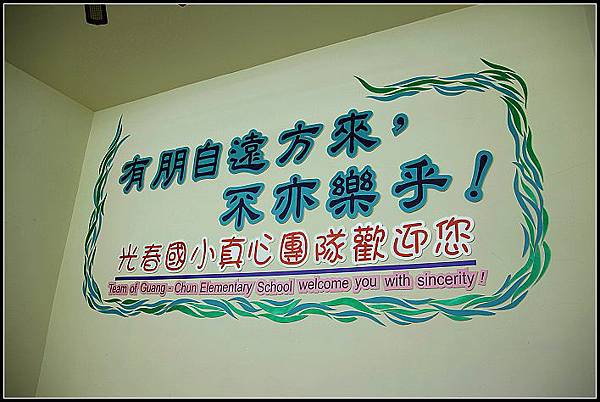 有朋自遠方來，
不亦樂乎！
光春國小真心團隊歡迎您
Team of Guang - Chun Elementary School welcome you with sincerity !